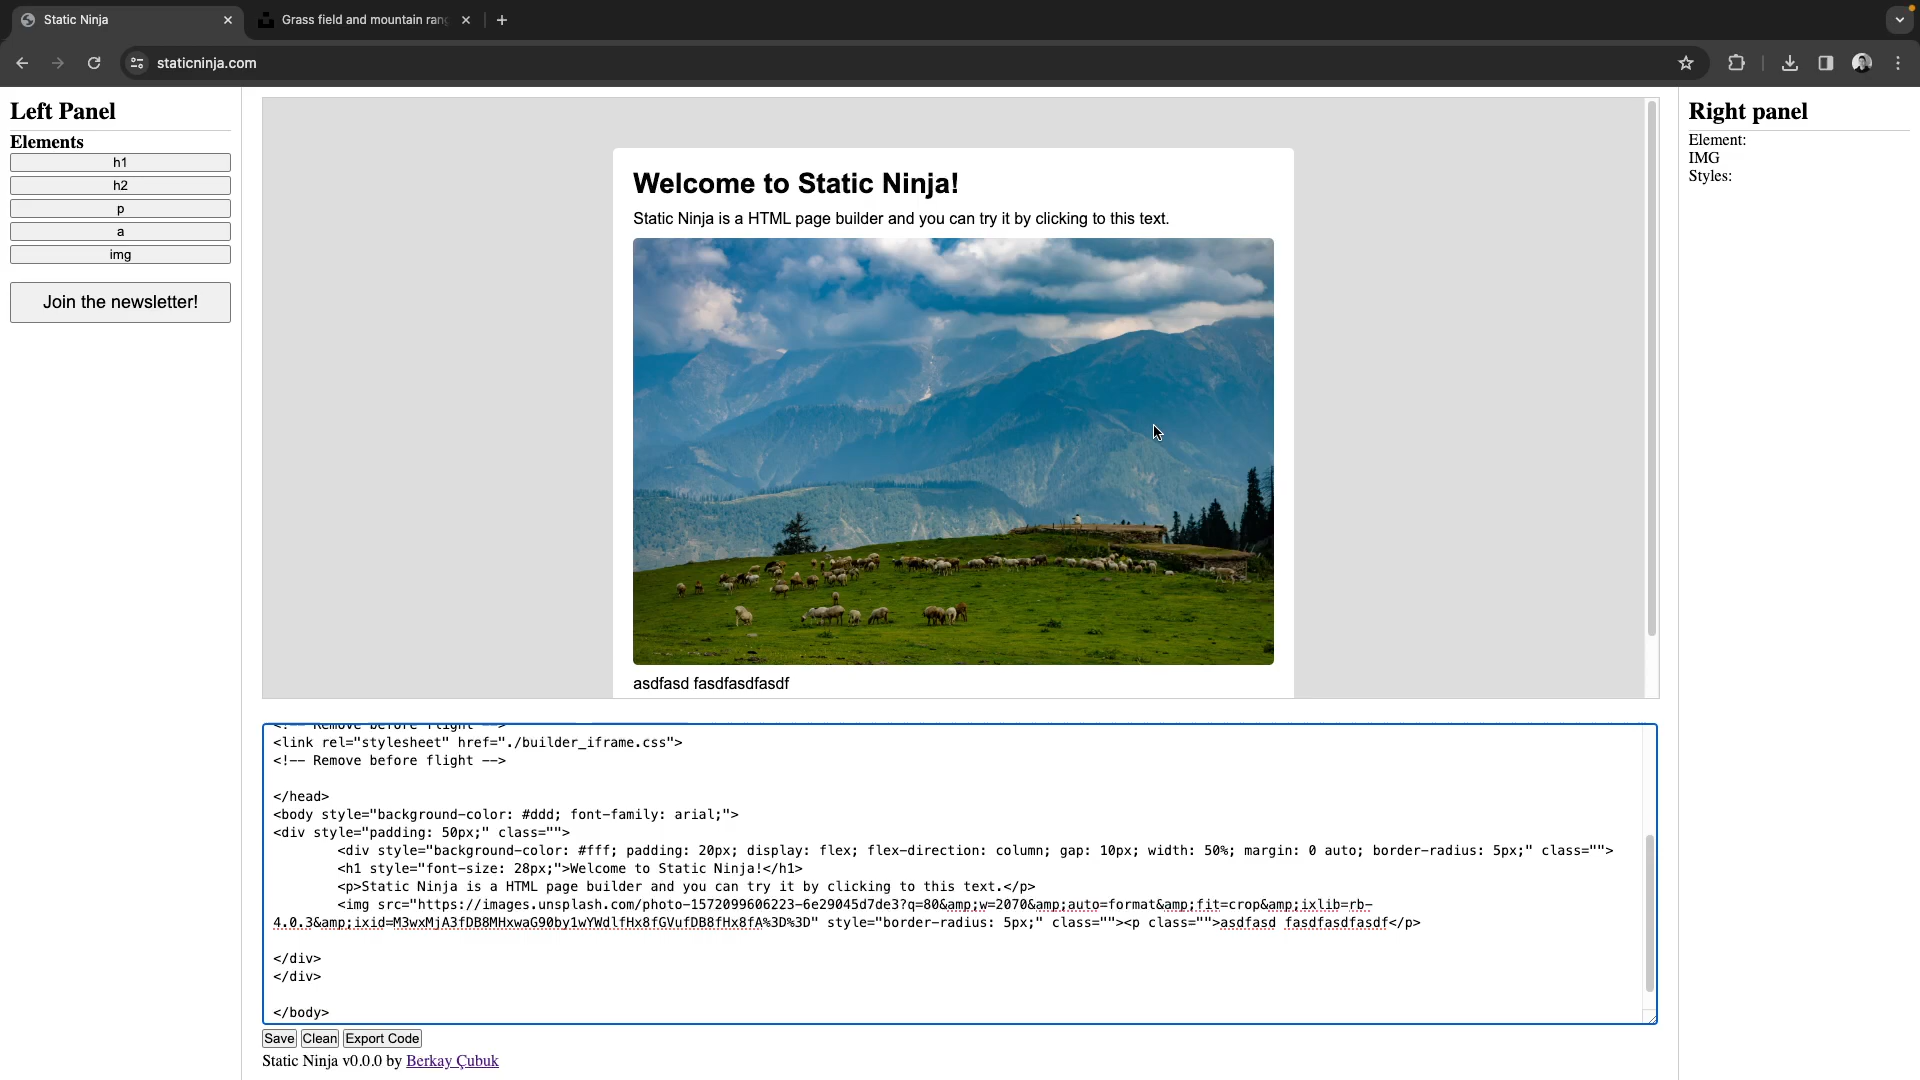 Static Ninja
Grass field and mountain rang
staticninja.com
Left Panel
Elements
h1
h2
p
a
img
Join the newsletter!
Welcome to Static Ninja!
Static Ninja is a HTML page builder and you can try it by clicking to this text.
asdfasd fasdfasdfasdf
Right panel
Element:
IMG
Styles:
<!-- Remove before flight -->
<link rel="stylesheet" href="./builder_iframe.css">
<!-- Remove before flight -->
</head>
<body style="background-color: #ddd; font-family: arial;">
<div style="padding: 50px;" class="">
<div style="background-color: #fff; padding: 20px; display: flex; flex-direction: column; gap: 10px; width: 50%; margin: 0 auto; border-radius: 5px;" class="">
<h1 style="font-size: 28px;">Welcome to Static Ninja!</h1>
<p>Static Ninja is a HTML page builder and you can try it by clicking to this text.</p>
<img src="https://images.unsplash.com/photo-1572099606223-6e29045d7de3?q=80&amp;w=2070&amp;auto=format&amp;fit=crop&amp;ixlib=rb-
4.0.3&amp;ixid=M3wxMjA3fDB8MHxwaG90by1wYWdlfHx8fGVufDB8fHx8fA%3D%3D" style="border-radius: 5px;" class=""><p class="">asdfasd fasdfasdfasdf</p>
</div>
</div>
</body>
Save Clean Export Code
Static Ninja v0.0.0 by Berkay Çubuk